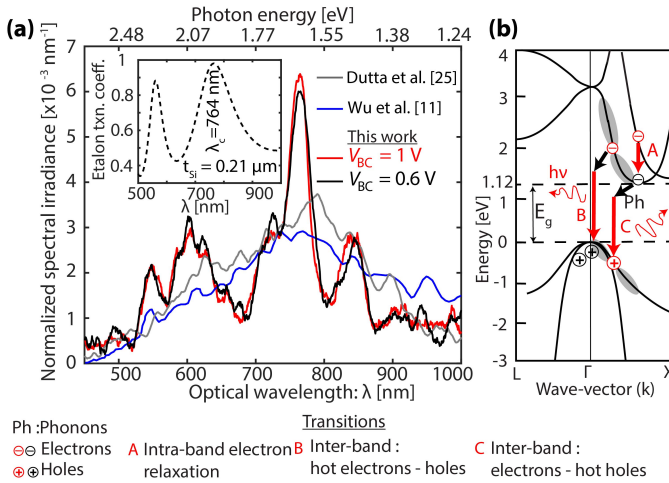 Photon energy [eV]
(a)
2.48 2.07 1.77 1.55 1.38 1.24
Normalized spectral irradiance [x10⁻³ nm⁻¹]
7
6
5
4
3
2
1
0
Etalon txn. coeff.
1
0.8
0.6
0.4
λc=764 nm
tSi = 0.21 μm
500 700 900
λ [nm]
Dutta et al. [25]
Wu et al. [11]
This work
VBC = 1 V
VBC = 0.6 V
500 600 700 800 900 1000
Optical wavelength: λ [nm]
(b)
Energy [eV]
4
3
2
1.12
1
0
-1
-2
-3
Eg
hν
A
B
C
Ph
L Γ X
Wave-vector (k)
Ph :Phonons
Electrons
Holes
Transitions
A Intra-band electron
relaxation
B Inter-band :
hot electrons - holes
C Inter-band :
electrons - hot holes